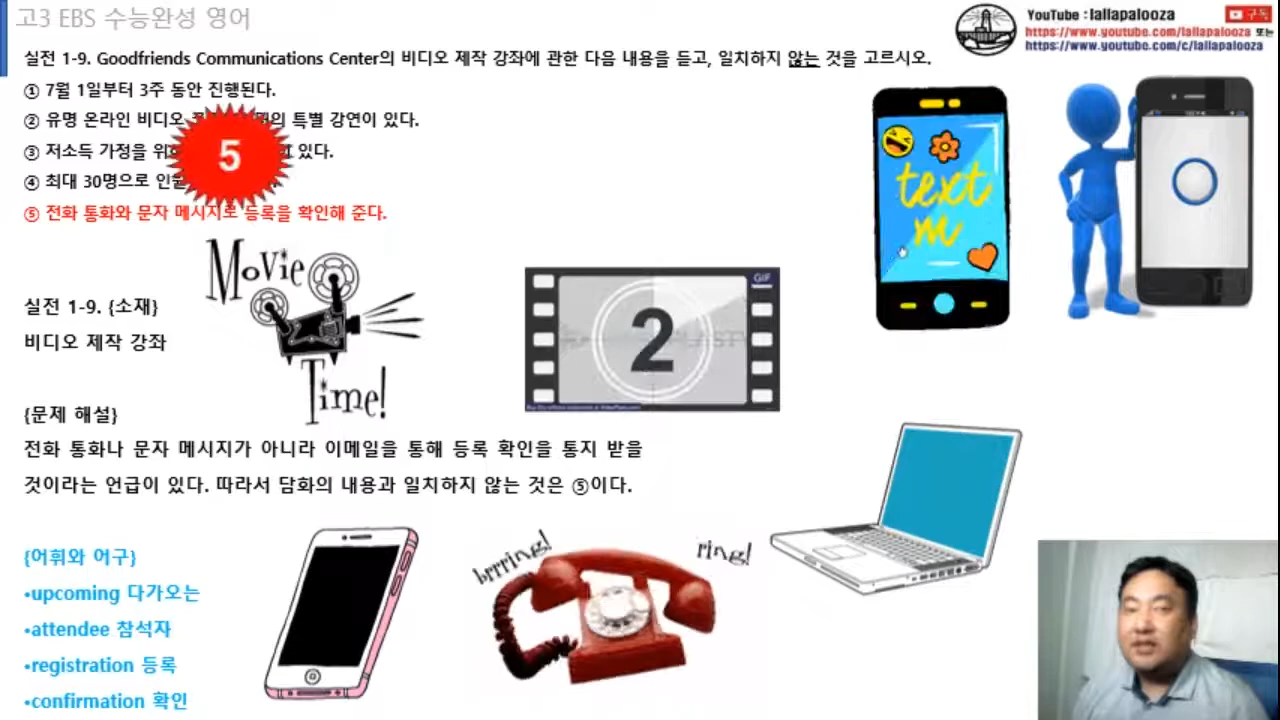 고3 EBS 수능완성 영어
YouTube : lallapalooza
구독
https://www.youtube.com/lallapalooza 또는
https://www.youtube.com/c/lallapalooza
실전 1-9. Goodfriends Communications Center의 비디오 제작 강좌에 관한 다음 내용을 듣고, 일치하지 않는 것을 고르시오.
① 7월 1일부터 3주 동안 진행된다.
② 유명 온라인 비디오 특별 강연이 있다.
③ 저소득 가정을 있다.
④ 최대 30명으로
5
⑤ 전화 통화와 문자 메시지로 등록을 확인해 준다.
text
m
Movie
Time!
GIF
2
실전 1-9. {소재}
비디오 제작 강좌
{문제 해설}
전화 통화나 문자 메시지가 아니라 이메일을 통해 등록 확인을 통지 받을
것이라는 언급이 있다. 따라서 담화의 내용과 일치하지 않는 것은 ⑤이다.
brrring!
ring!
{어휘와 어구}
•upcoming 다가오는
•attendee 참석자
•registration 등록
•confirmation 확인